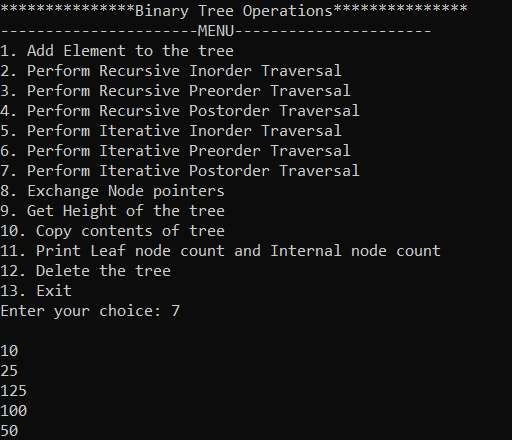 ***************Binary Tree Operations***************
----------------------MENU----------------------
1. Add Element to the tree
2. Perform Recursive Inorder Traversal
3. Perform Recursive Preorder Traversal
4. Perform Recursive Postorder Traversal
5. Perform Iterative Inorder Traversal
6. Perform Iterative Preorder Traversal
7. Perform Iterative Postorder Traversal
8. Exchange Node pointers
9. Get Height of the tree
10. Copy contents of tree
11. Print Leaf node count and Internal node count
12. Delete the tree
13. Exit
Enter your choice: 7
10
25
125
100
50